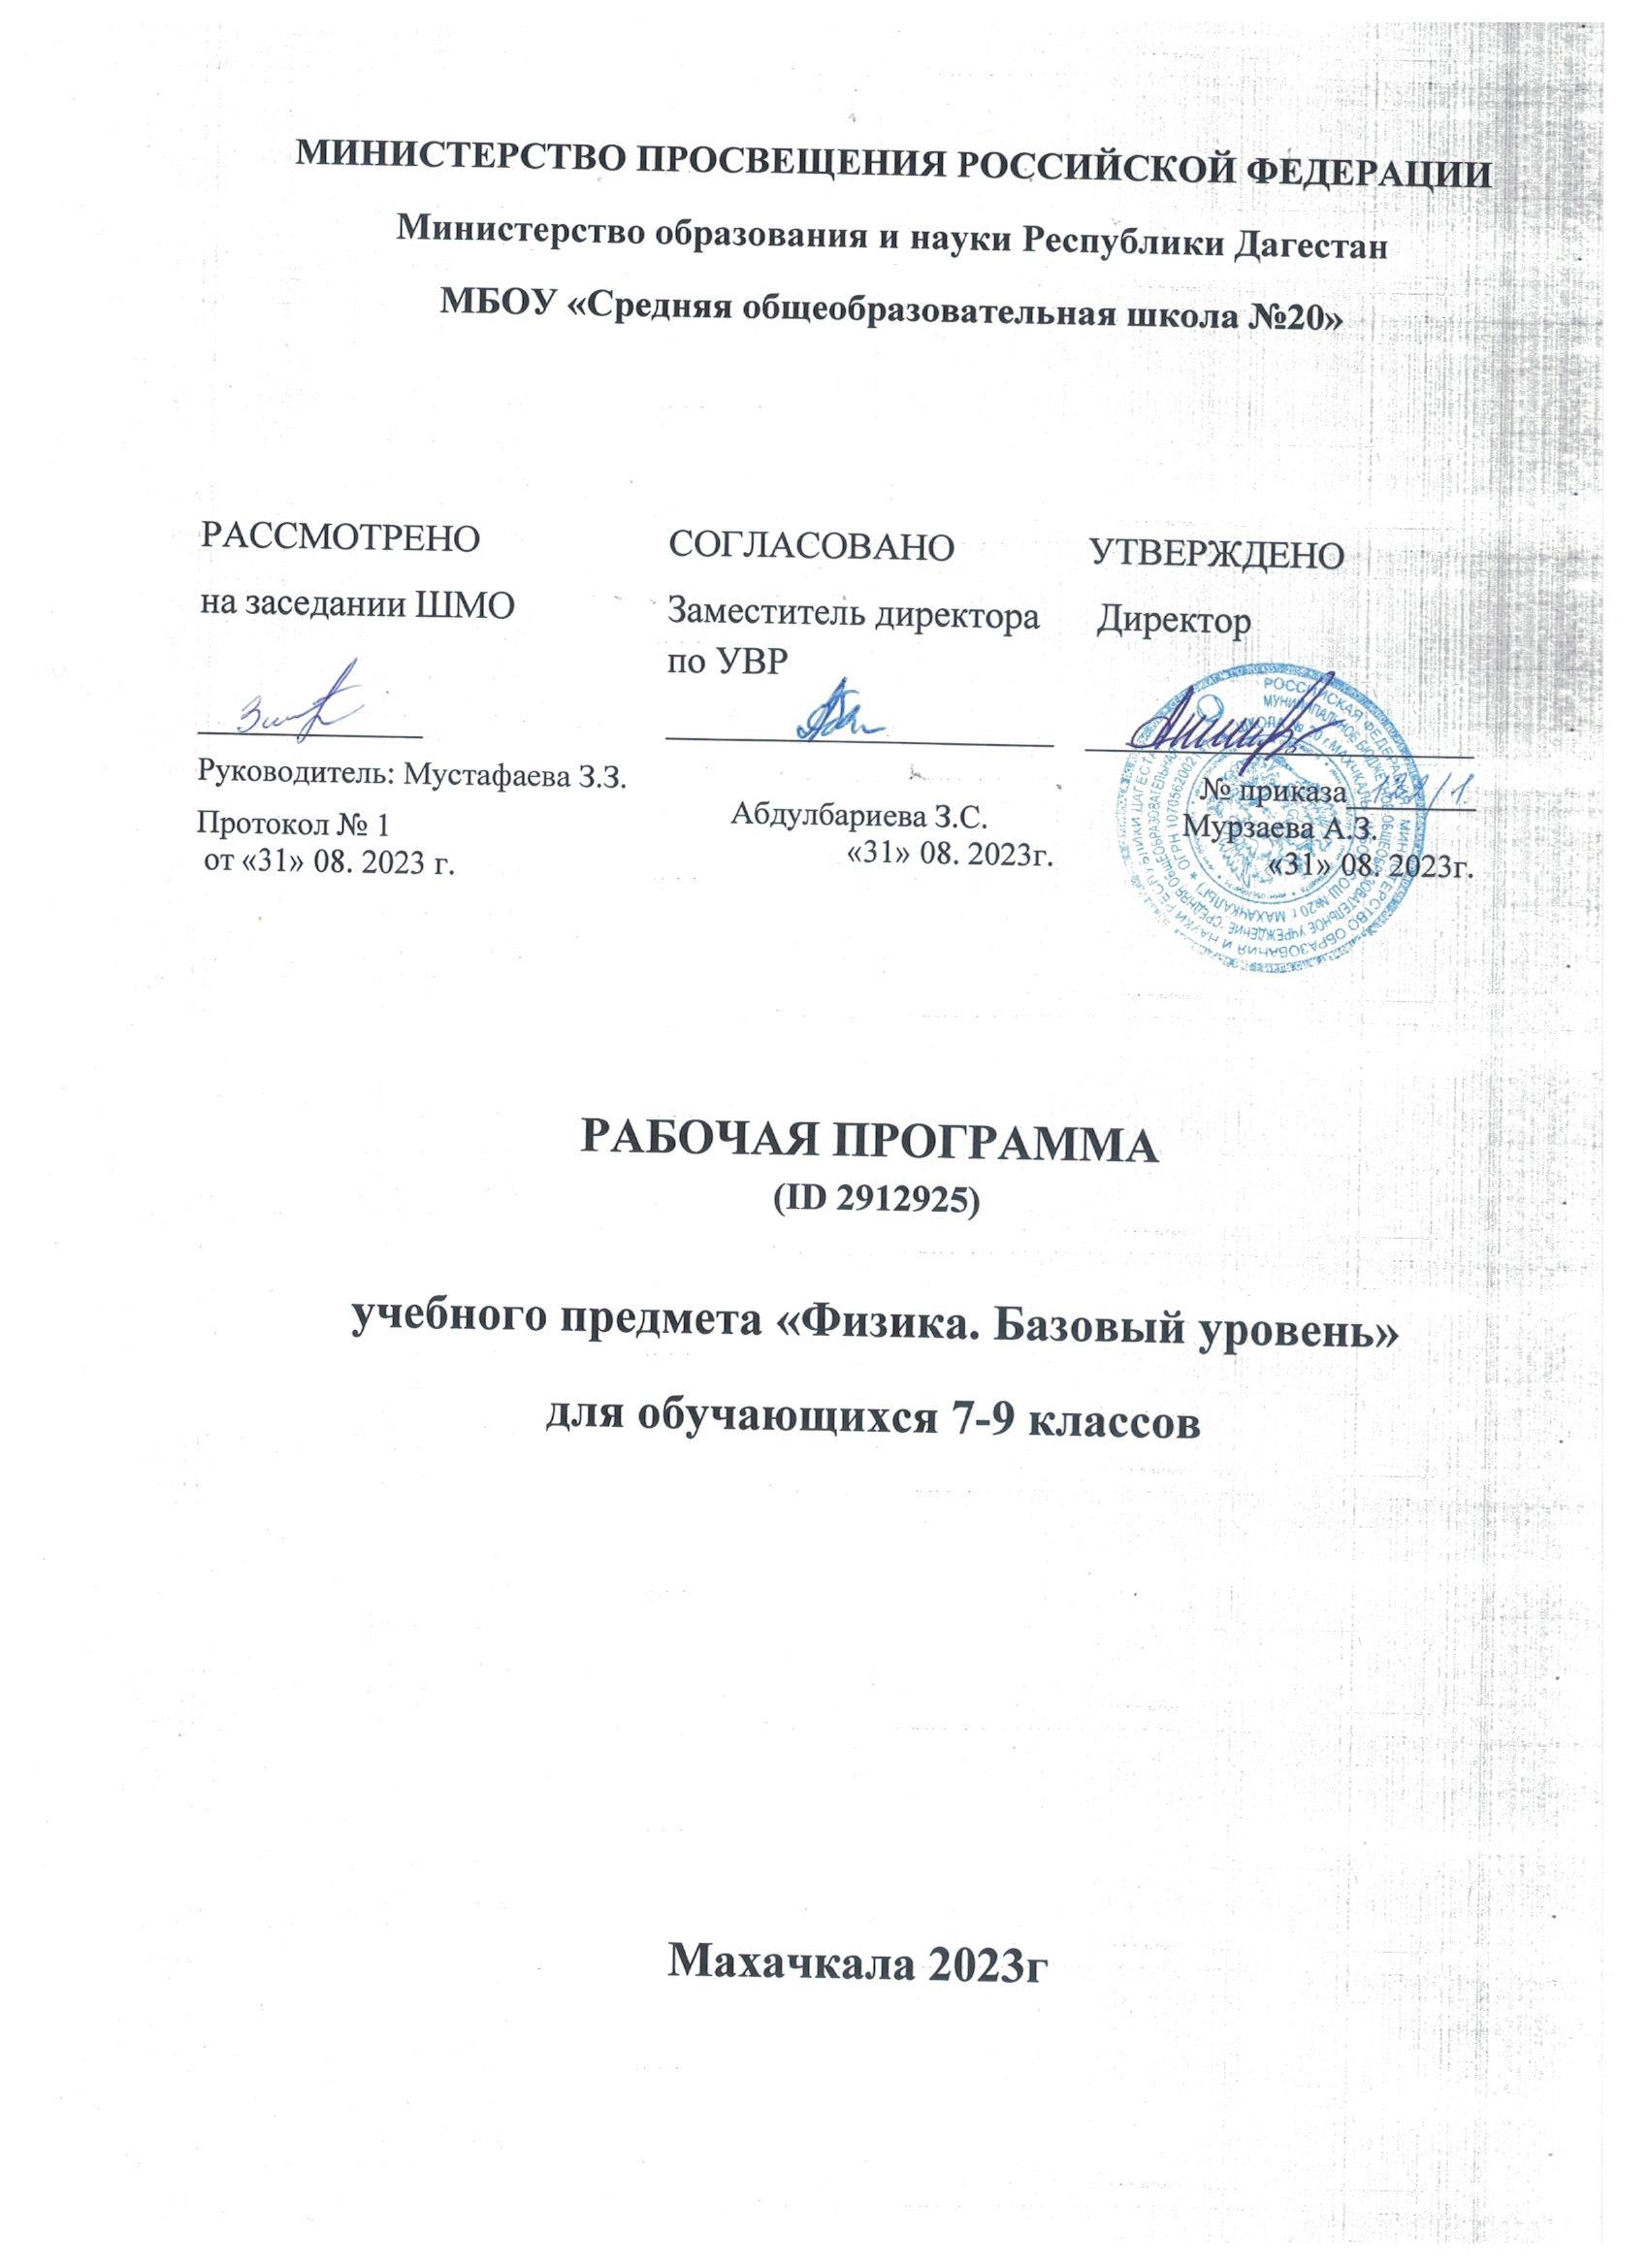 МИНИСТЕРСТВО ПРОСВЕЩЕНИЯ РОССИЙСКОЙ ФЕДЕРАЦИИ
Министерство образования и науки Республики Дагестан
МБОУ «Средняя общеобразовательная школа №20»
РАССМОТРЕНО
на заседании ШМО
Руководитель: Мустафаева З.З.
Протокол № 1
от «31» 08. 2023 г.
СОГЛАСОВАНО
Заместитель директора
по УВР
Абдулбариева З.С.
«31» 08. 2023г.
УТВЕРЖДЕНО
Директор
№ приказа
Мурзаева А.З.
«31» 08. 2023г.
РАБОЧАЯ ПРОГРАММА
(ID 2912925)
учебного предмета «Физика. Базовый уровень»
для обучающихся 7-9 классов
Махачкала 2023г